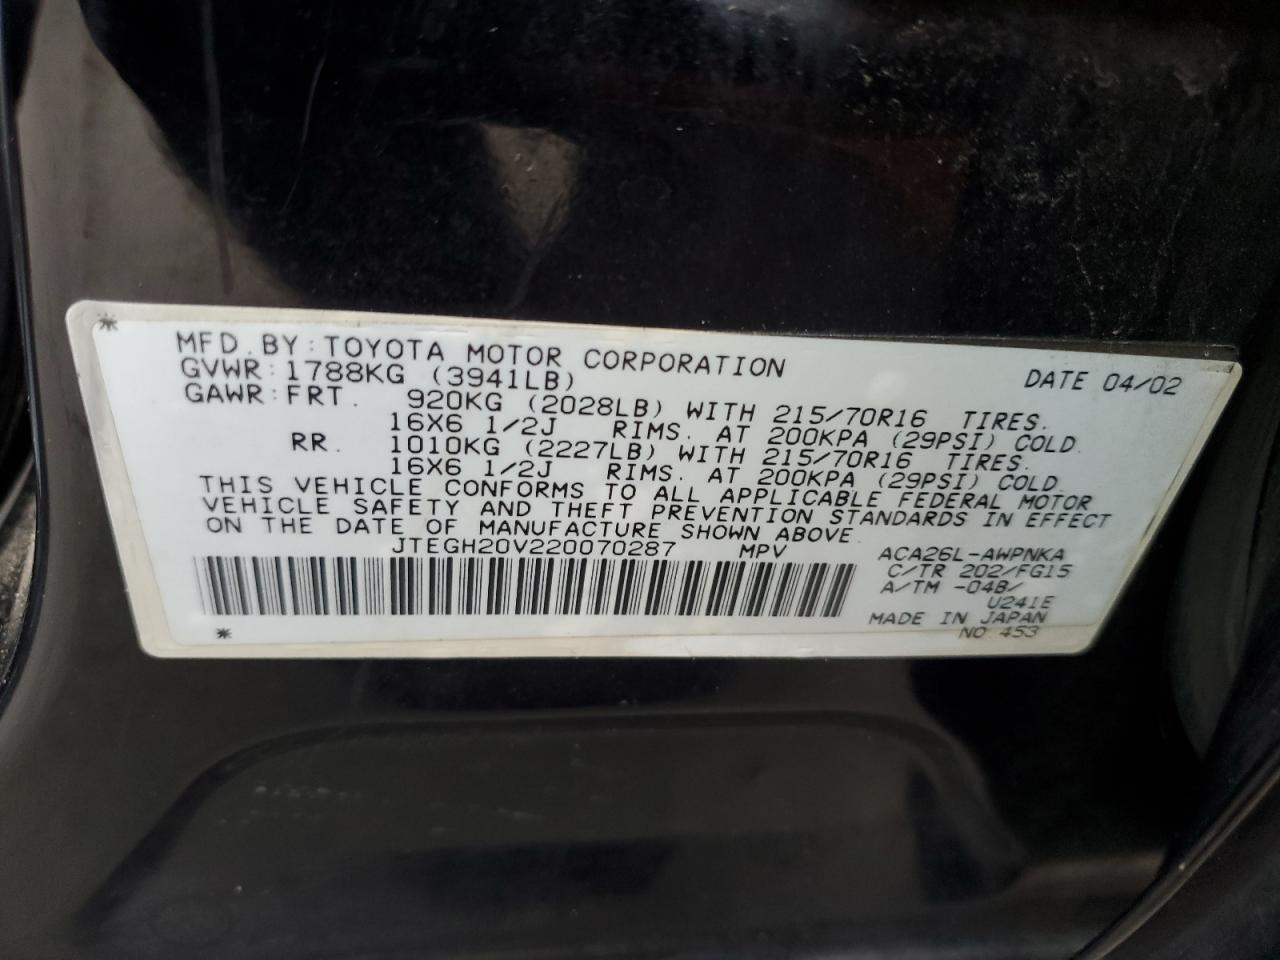 MFD. BY: TOYOTA MOTOR CORPORATION DATE 04/02
GVWR: 1788KG (3941LB)
GAWR: FRT. 920KG (2028LB) WITH 215/70R16 TIRES.
16X6 1/2J RIMS. AT 200KPA (29PSI) COLD.
RR. 1010KG (2227LB) WITH 215/70R16 TIRES.
16X6 1/2J RIMS. AT 200KPA (29PSI) COLD.
THIS VEHICLE CONFORMS TO ALL APPLICABLE FEDERAL MOTOR
VEHICLE SAFETY AND THEFT PREVENTION STANDARDS IN EFFECT
ON THE DATE OF MANUFACTURE SHOWN ABOVE.
JTEGH20V220070287 MPV ACA26L-AWPNKA
C/TR 202/FG15
A/TM -04B/
U241E
MADE IN JAPAN
NO 453